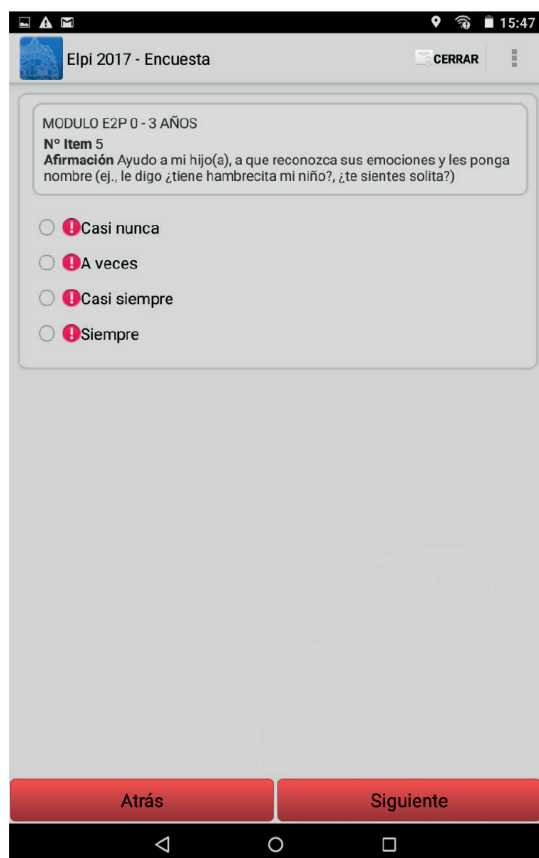 15:47
Elpi 2017 - Encuesta
CERRAR
MODULO E2P 0 - 3 AÑOS
Nº Item 5
Afirmación Ayudo a mi hijo(a), a que reconozca sus emociones y les ponga
nombre (ej., le digo ¿tiene hambrecita mi niño?, ¿te sientes solita?)
Casi nunca
A veces
Casi siempre
Siempre
Atrás
Siguiente